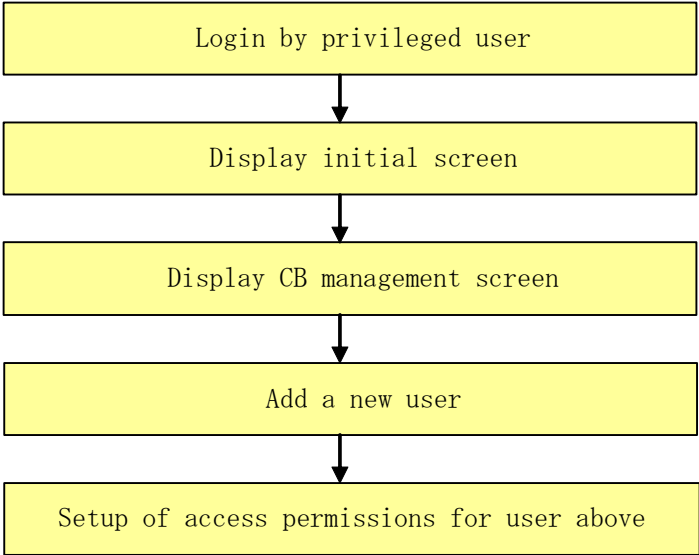 Login by privileged user
Display initial screen
Display CB management screen
Add a new user
Setup of access permissions for user above